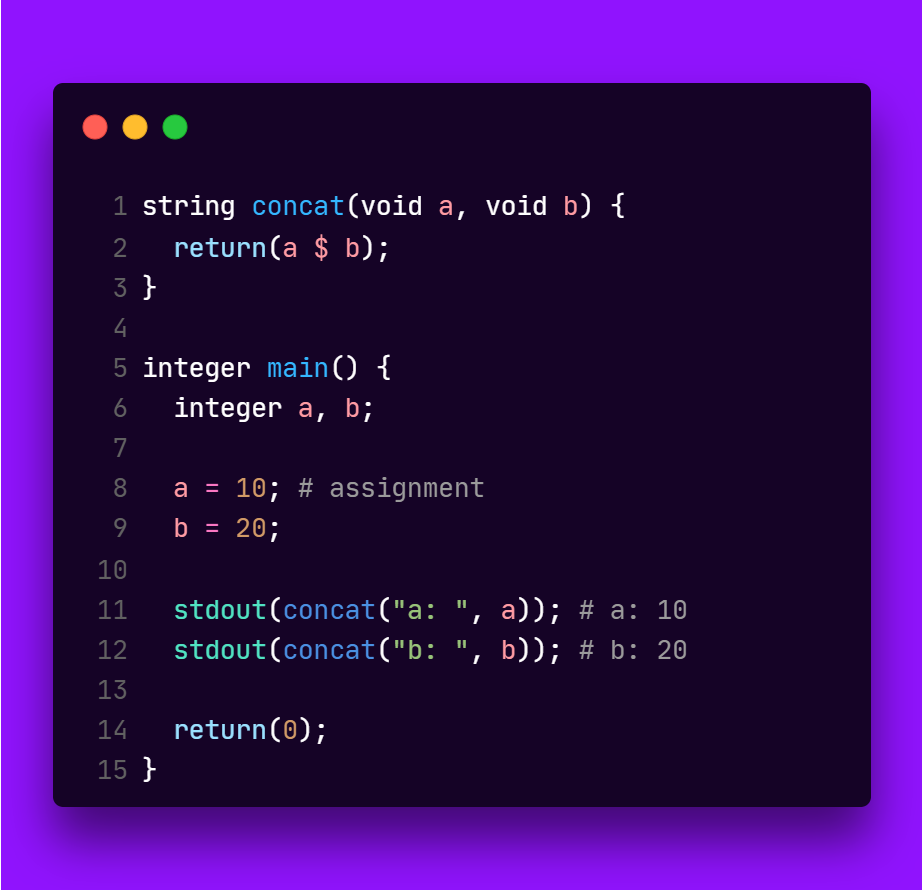 1 string concat(void a, void b) {
2   return(a $ b);
3 }
4
5 integer main() {
6   integer a, b;
7
8   a = 10; # assignment
9   b = 20;
10
11   stdout(concat("a: ", a)); # a: 10
12   stdout(concat("b: ", b)); # b: 20
13
14   return(0);
15 }